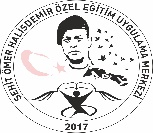 ŞEHİT ÖMER HALİSDEMİR ÖZEL EĞİTİM UYGULAMA MERKEZİ
2017